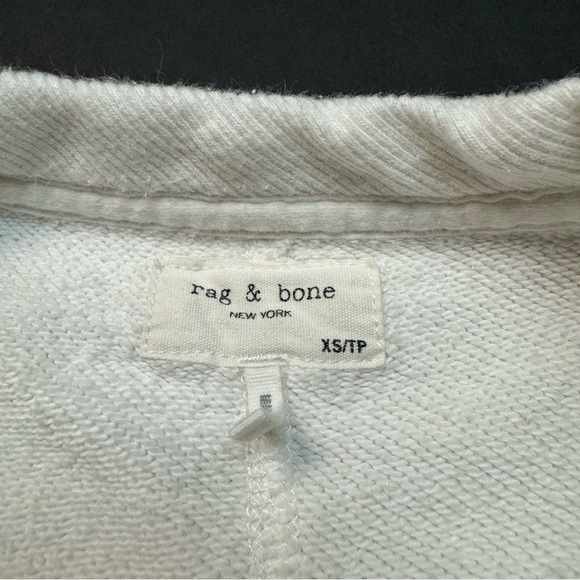 rag & bone
NEW YORK
XS/TP